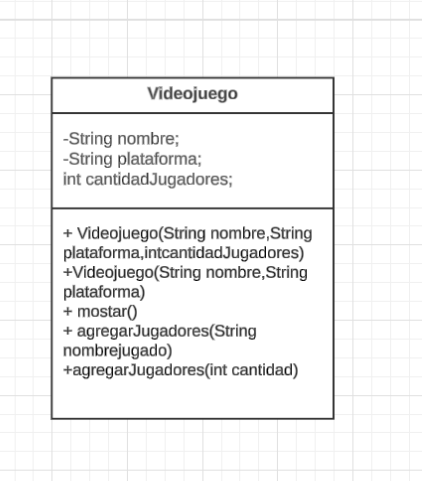 Videojuego
-String nombre;
-String plataforma;
int cantidadJugadores;
+ Videojuego(String nombre,String
plataforma,intcantidadJugadores)
+Videojuego(String nombre,String
plataforma)
+ mostar()
+ agregarJugadores(String
nombrejugado)
+agregarJugadores(int cantidad)